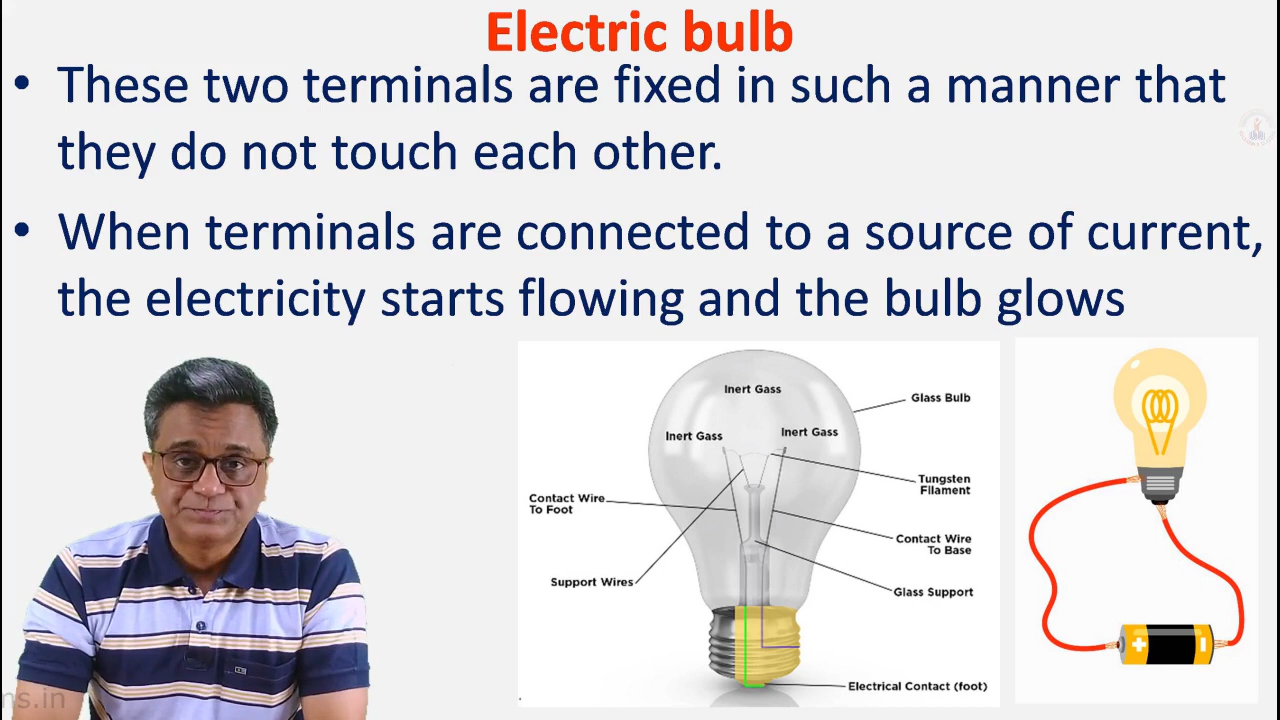 Electric bulb
• These two terminals are fixed in such a manner that
they do not touch each other.
• When terminals are connected to a source of current,
the electricity starts flowing and the bulb glows
Inert Gass
Glass Bulb
Inert Gass
Inert Gass
Tungsten
Filament
Contact Wire
To Foot
Contact Wire
To Base
Support Wires
Glass Support
Electrical Contact (foot)
+
-
ns.in